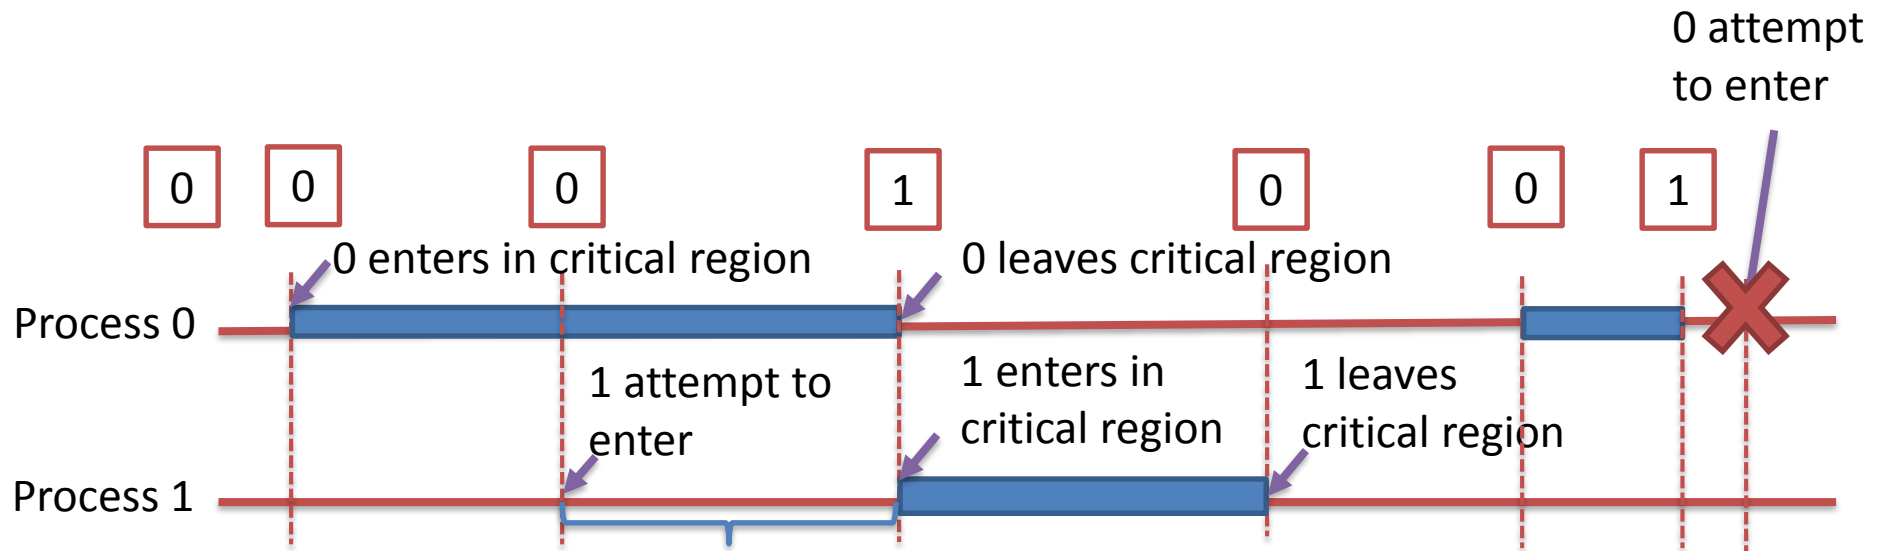 0 attempt
to enter
0 0 0 1 0 0 1
0 enters in critical region
0 leaves critical region
Process 0
1 attempt to
enter
1 enters in
critical region
1 leaves
critical region
Process 1